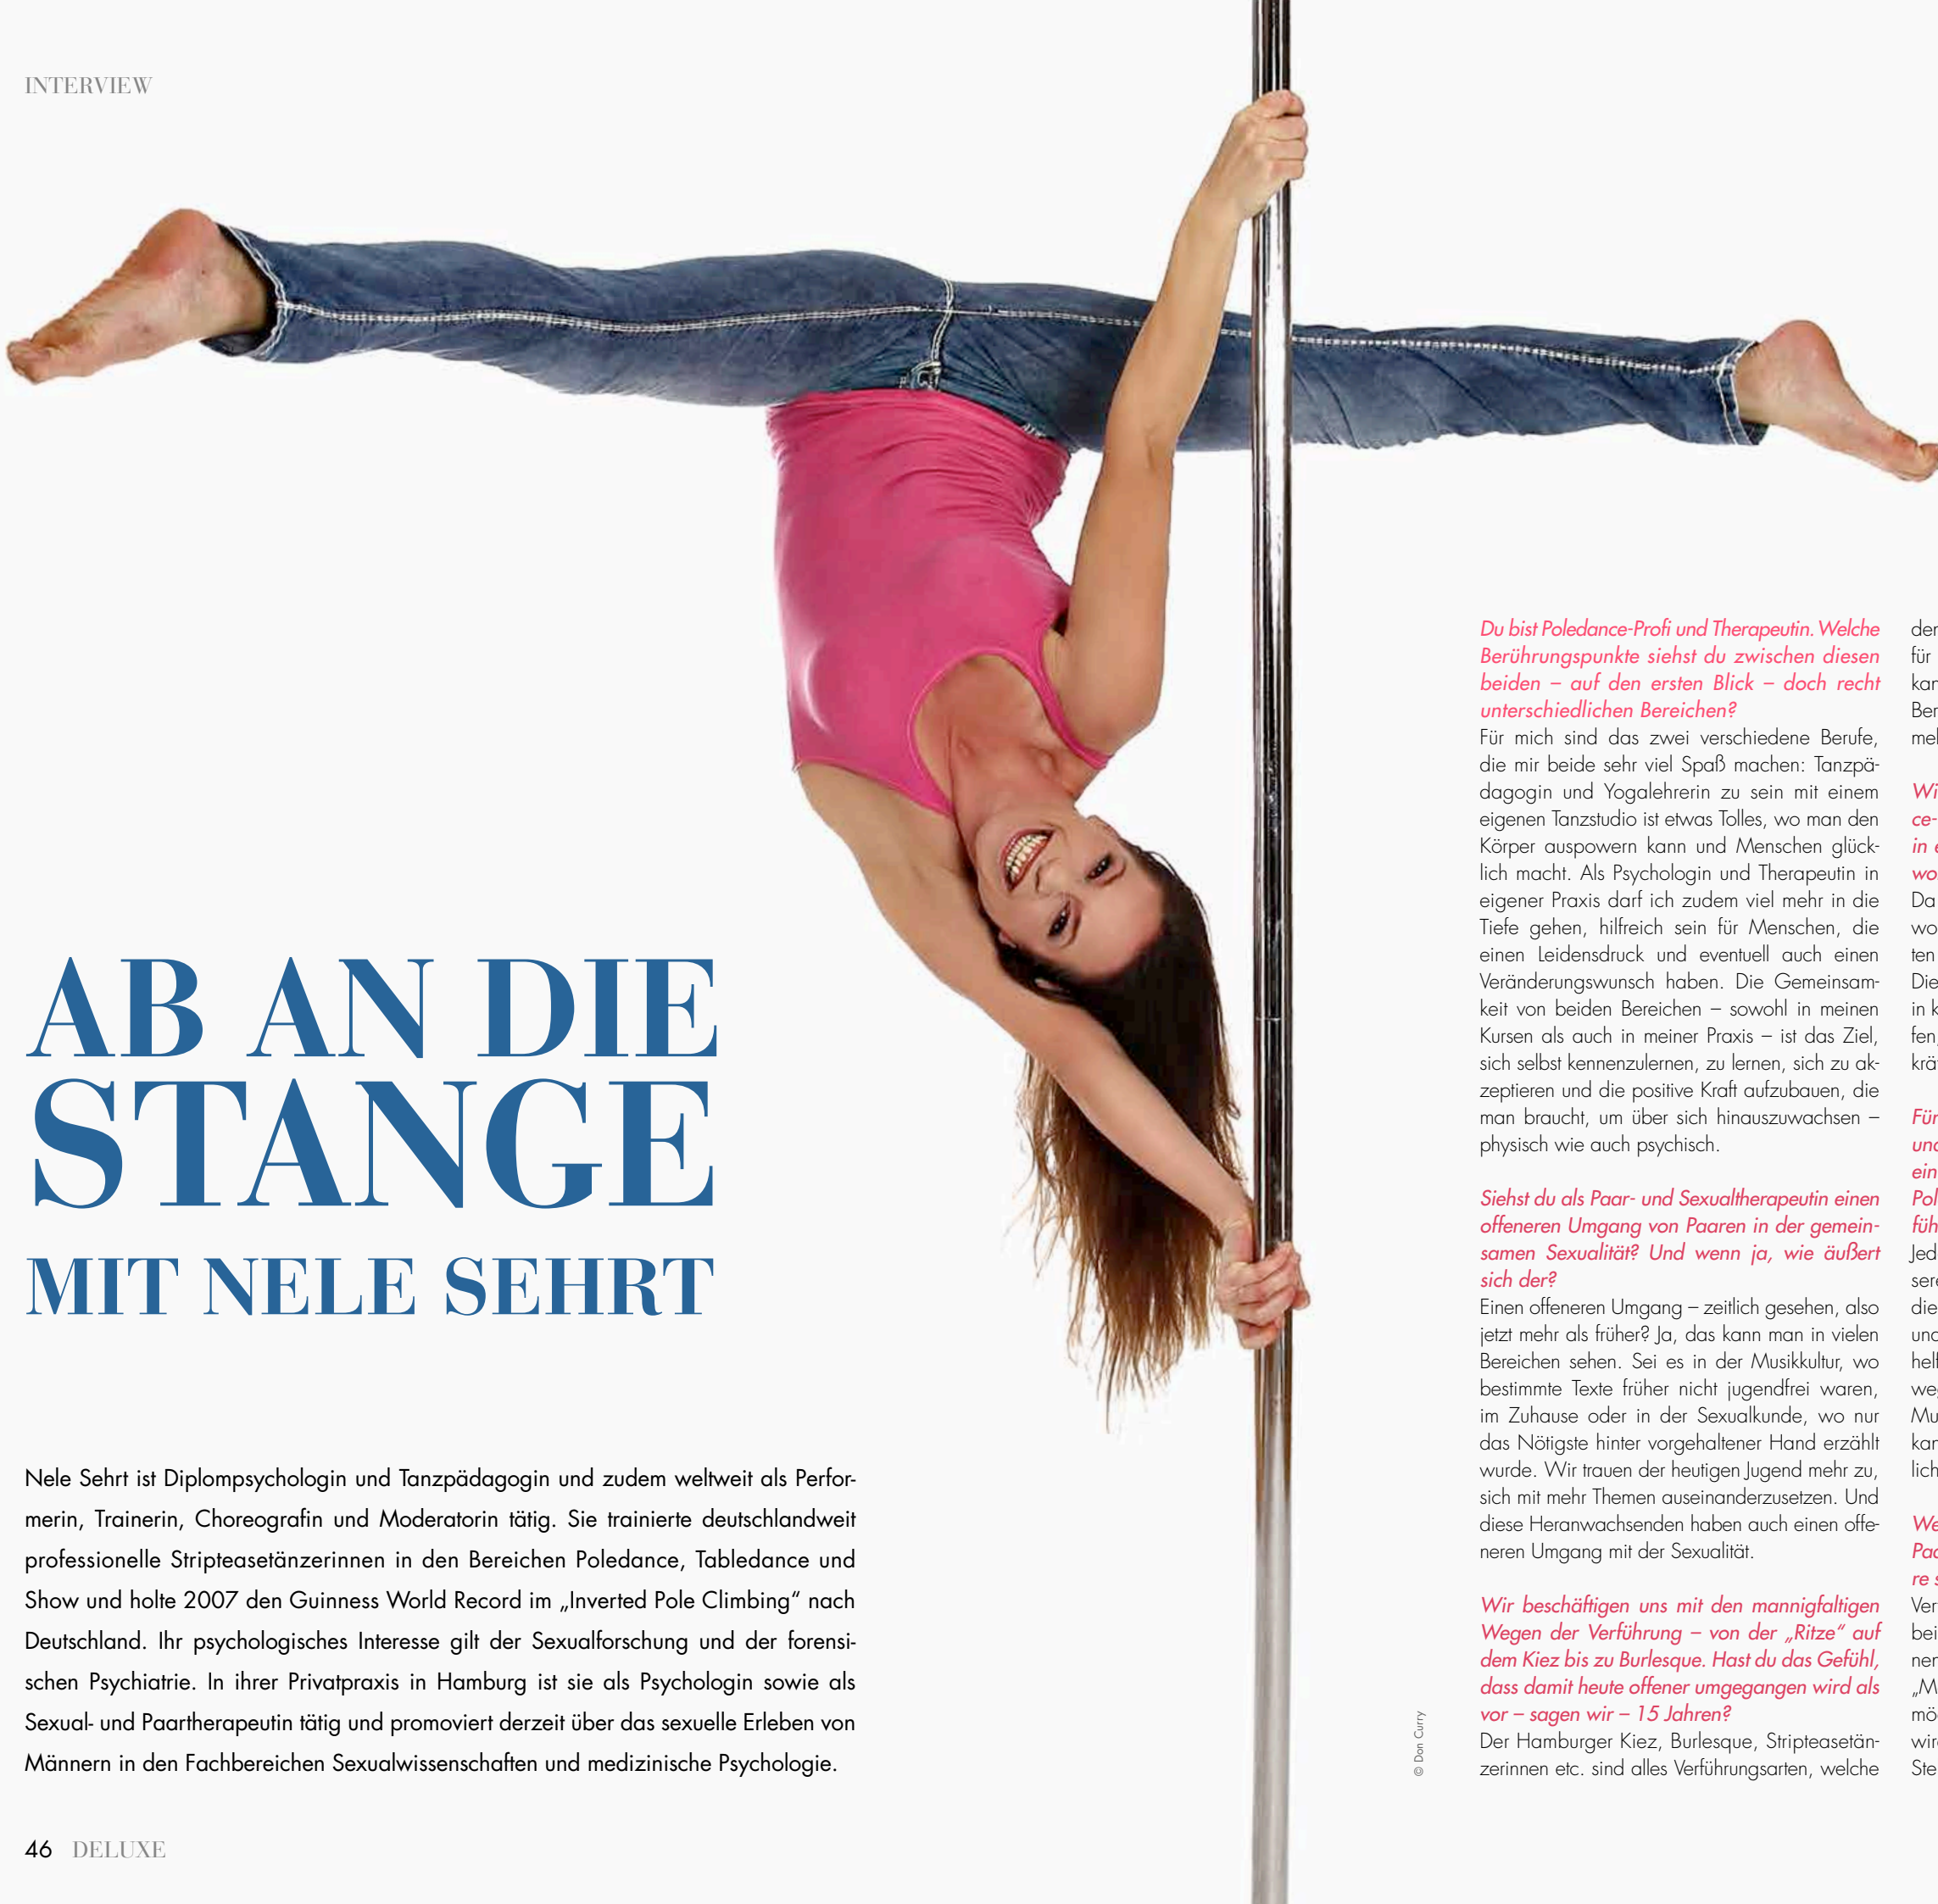 INTERVIEW
AB AN DIE
STANGE
MIT NELE SEHRT
Nele Sehrt ist Diplompsychologin und Tanzpädagogin und zudem weltweit als Perfor-
merin, Trainerin, Choreografin und Moderatorin tätig. Sie trainierte deutschlandweit
professionelle Stripteasetänzerinnen in den Bereichen Poledance, Tabledance und
Show und holte 2007 den Guinness World Record im „Inverted Pole Climbing“ nach
Deutschland. Ihr psychologisches Interesse gilt der Sexualforschung und der forensi-
schen Psychiatrie. In ihrer Privatpraxis in Hamburg ist sie als Psychologin sowie als
Sexual- und Paartherapeutin tätig und promoviert derzeit über das sexuelle Erleben von
Männern in den Fachbereichen Sexualwissenschaften und medizinische Psychologie.
46 DELUXE
© Don Curry
Du bist Poledance-Profi und Therapeutin. Welche
Berührungspunkte siehst du zwischen diesen
beiden – auf den ersten Blick – doch recht
unterschiedlichen Bereichen?
Für mich sind das zwei verschiedene Berufe,
die mir beide sehr viel Spaß machen: Tanzpä-
dagogin und Yogalehrerin zu sein mit einem
eigenen Tanzstudio ist etwas Tolles, wo man den
Körper auspowern kann und Menschen glück-
lich macht. Als Psychologin und Therapeutin in
eigener Praxis darf ich zudem viel mehr in die
Tiefe gehen, hilfreich sein für Menschen, die
einen Leidensdruck und eventuell auch einen
Veränderungswunsch haben. Die Gemeinsam-
keit von beiden Bereichen – sowohl in meinen
Kursen als auch in meiner Praxis – ist das Ziel,
sich selbst kennenzulernen, zu lernen, sich zu ak-
zeptieren und die positive Kraft aufzubauen, die
man braucht, um über sich hinauszuwachsen –
physisch wie auch psychisch.
Siehst du als Paar- und Sexualtherapeutin einen
offeneren Umgang von Paaren in der gemein-
samen Sexualität? Und wenn ja, wie äußert
sich der?
Einen offeneren Umgang – zeitlich gesehen, also
jetzt mehr als früher? Ja, das kann man in vielen
Bereichen sehen. Sei es in der Musikkultur, wo
bestimmte Texte früher nicht jugendfrei waren,
im Zuhause oder in der Sexualkunde, wo nur
das Nötigste hinter vorgehaltener Hand erzählt
wurde. Wir trauen der heutigen Jugend mehr zu,
sich mit mehr Themen auseinanderzusetzen. Und
diese Heranwachsenden haben auch einen offe-
neren Umgang mit der Sexualität.
Wir beschäftigen uns mit den mannigfaltigen
Wegen der Verführung – von der „Ritze“ auf
dem Kiez bis zu Burlesque. Hast du das Gefühl,
dass damit heute offener umgegangen wird als
vor – sagen wir – 15 Jahren?
Der Hamburger Kiez, Burlesque, Stripteasetän-
zerinnen etc. sind alles Verführungsarten, welche
für
ten
Die